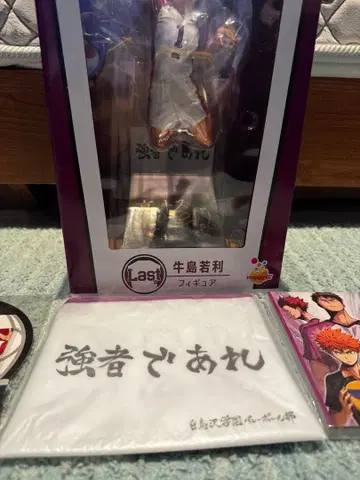 1
強者であれ
Last
牛島若利
フィギュア
強者であれ
白鳥沢学園バレーボール部